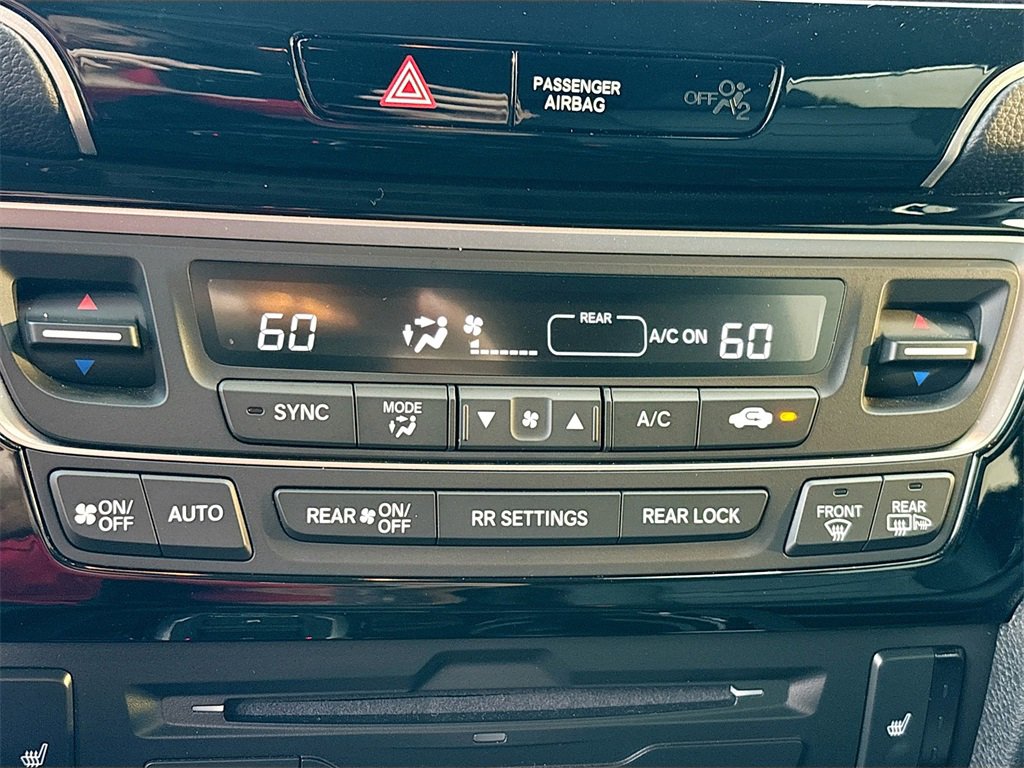 PASSENGER
AIRBAG
OFF
2
60
REAR
A/C ON
60
SYNC
MODE
A/C
ON/
OFF
AUTO
REAR ON/
OFF
RR SETTINGS
REAR LOCK
FRONT
REAR